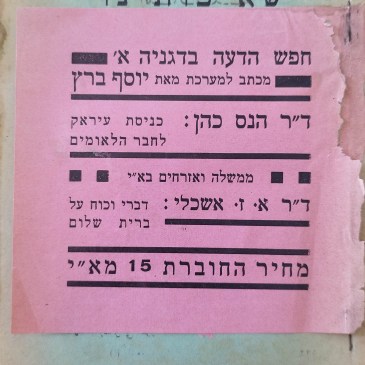 חפש הדעה בדגניה א׳
מכתב למערכת מאת יוסף ברץ
ד״ר הנס כהן: כניסת עיראק
לחבר הלאומים
ממשלה ואזרחים בא״י
ד״ר א. ז. אשכלי: דברי וכוח על
ברית שלום
מחיר החוברת 15 מא״י